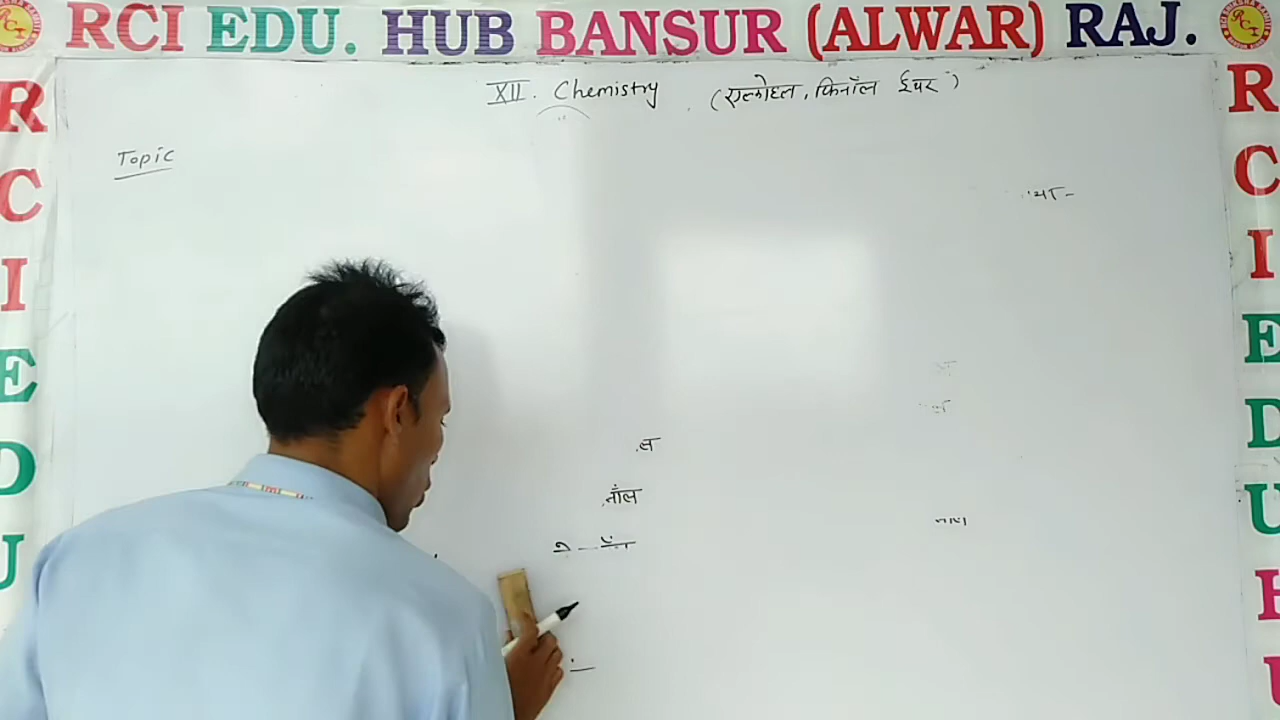 RCI EDU. HUB BANSUR (ALWAR) RAJ.
XII. Chemistry (एल्कोहल, फिनॉल ईथर)
Topic
ल
नॉल
R
C
I
E
D
U
R
C
I
E
D
U
H
U